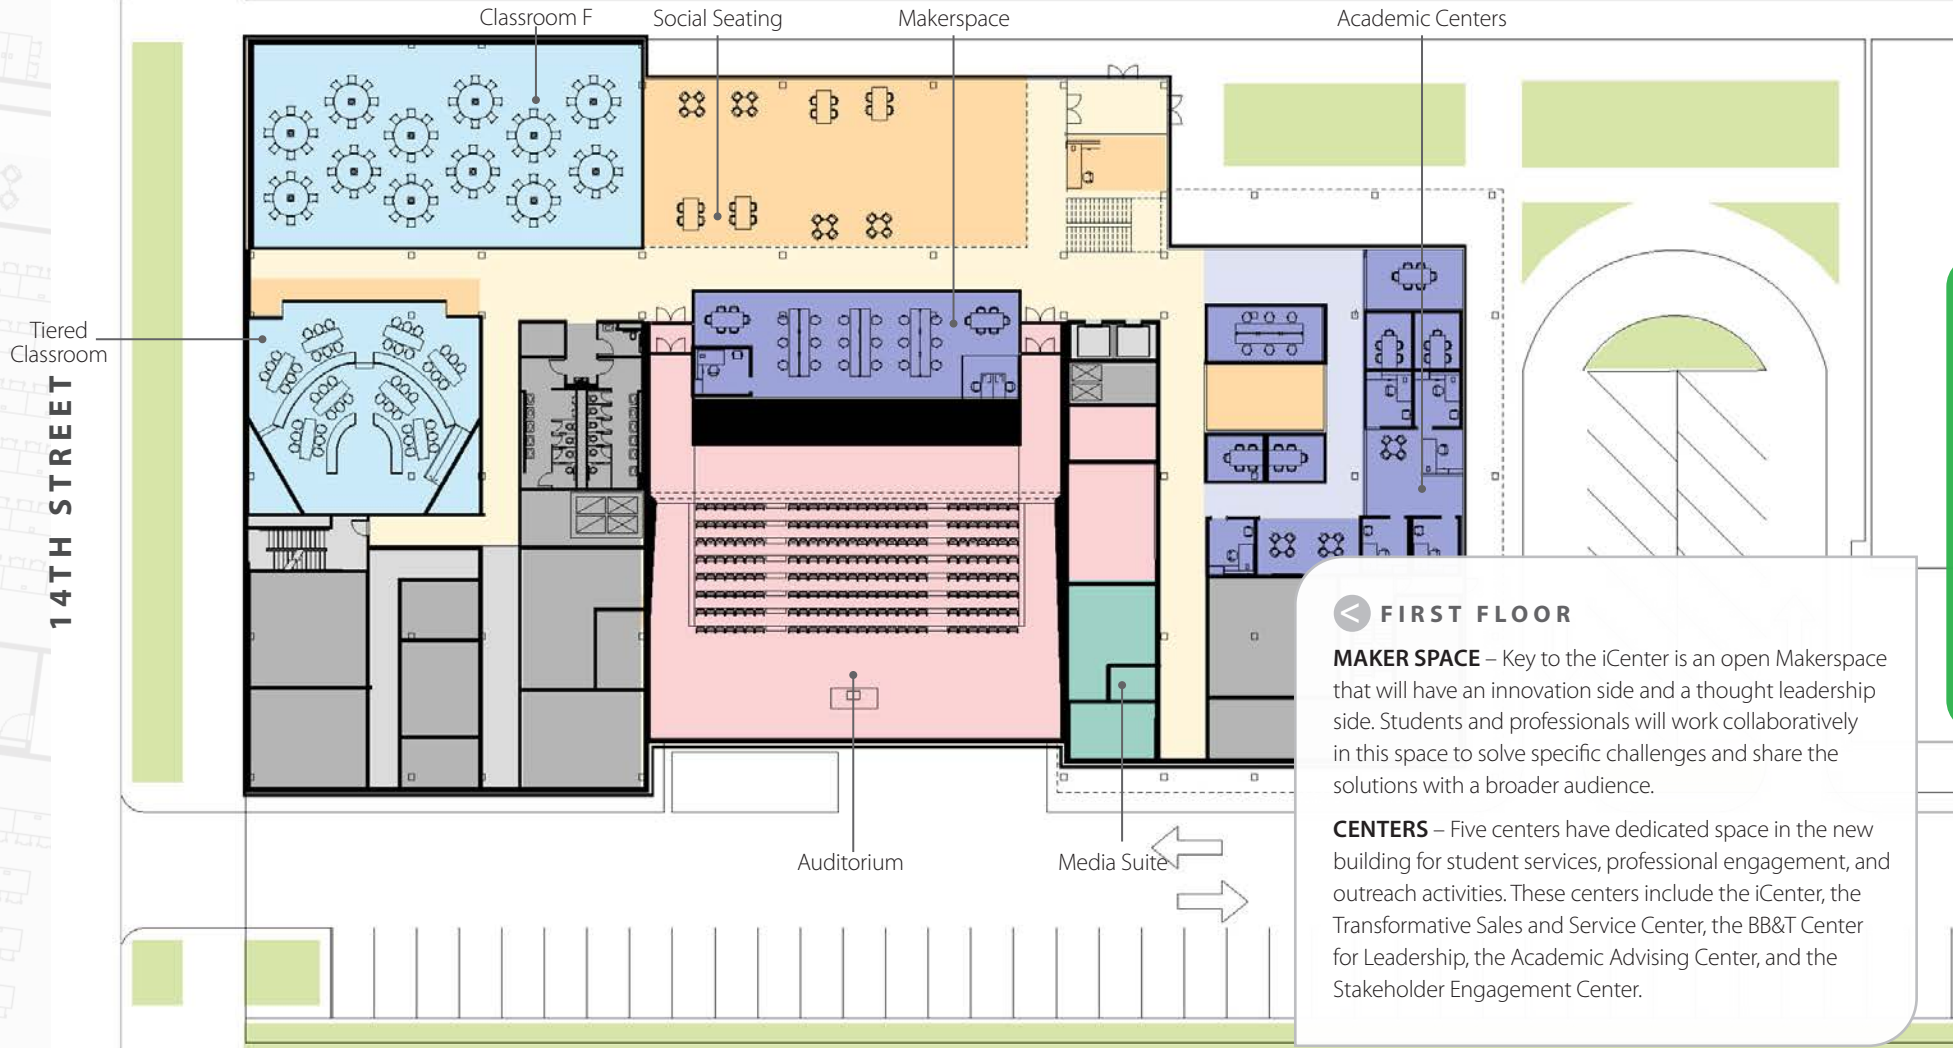 Classroom F
Social Seating
Makerspace
Academic Centers
Tiered
Classroom
14TH STREET
Auditorium
Media Suite
< FIRST FLOOR
MAKER SPACE – Key to the iCenter is an open Makerspace
that will have an innovation side and a thought leadership
side. Students and professionals will work collaboratively
in this space to solve specific challenges and share the
solutions with a broader audience.
CENTERS – Five centers have dedicated space in the new
building for student services, professional engagement, and
outreach activities. These centers include the iCenter, the
Transformative Sales and Service Center, the BB&T Center
for Leadership, the Academic Advising Center, and the
Stakeholder Engagement Center.